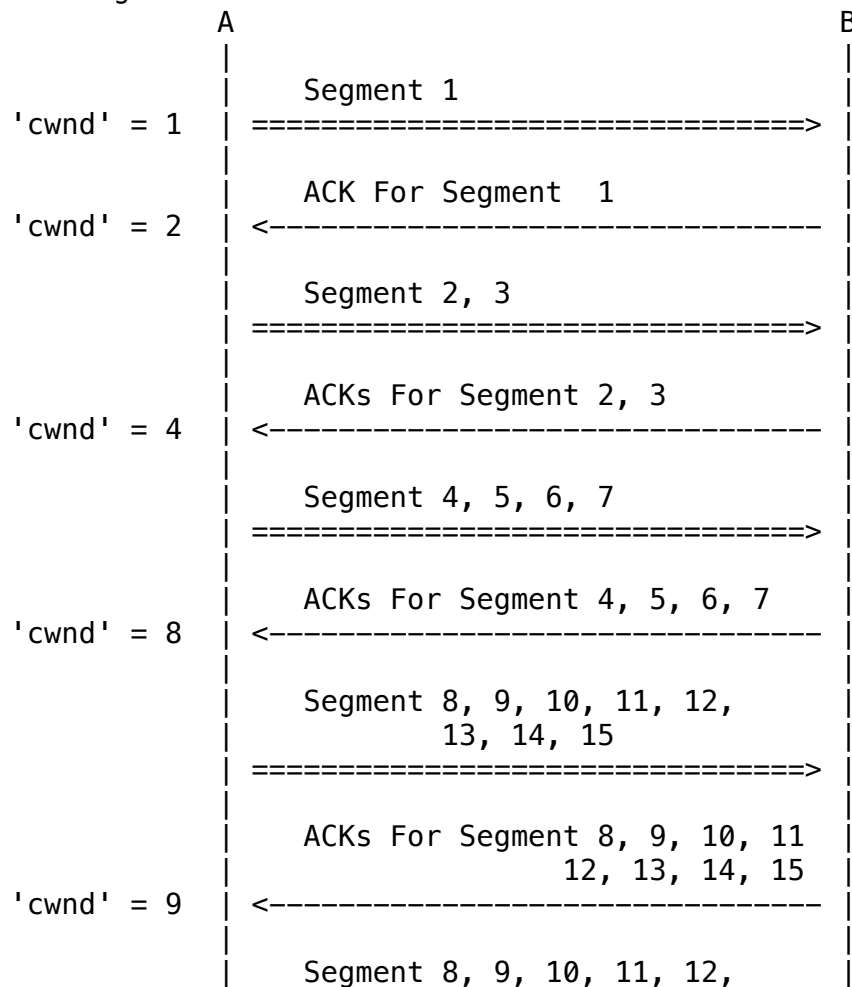 A B
Segment 1
'cwnd' = 1 | ===============================> |
ACK For Segment  1
'cwnd' = 2 | <-------------------------------- |
Segment 2, 3
===============================>
ACKs For Segment 2, 3
'cwnd' = 4 | <-------------------------------- |
Segment 4, 5, 6, 7
===============================>
ACKs For Segment 4, 5, 6, 7
'cwnd' = 8 | <-------------------------------- |
Segment 8, 9, 10, 11, 12,
13, 14, 15
===============================>
ACKs For Segment 8, 9, 10, 11
12, 13, 14, 15
'cwnd' = 9 | <-------------------------------- |
Segment 8, 9, 10, 11, 12,